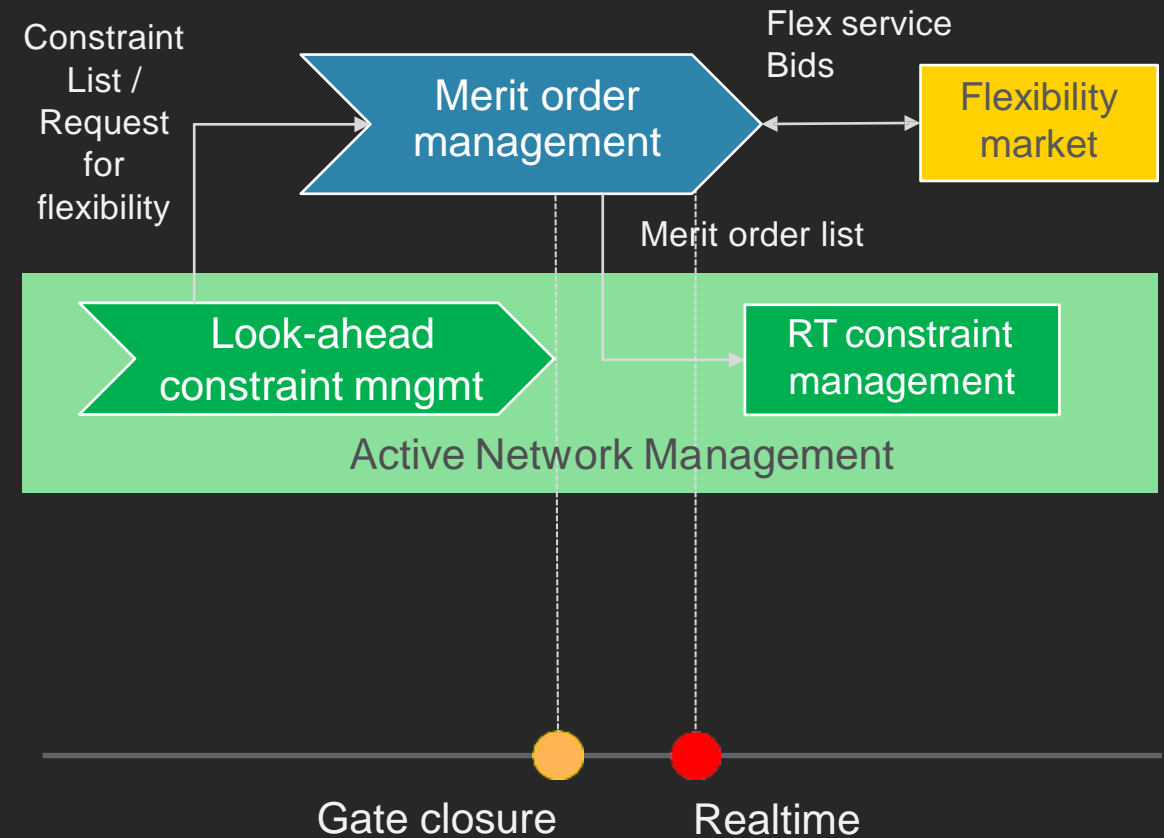 Constraint
List /
Request
for
flexibility
Merit order
management
Flex service
Bids
Flexibility
market
Merit order list
Look-ahead
constraint mngmt
RT constraint
management
Active Network Management
Gate closure
Realtime